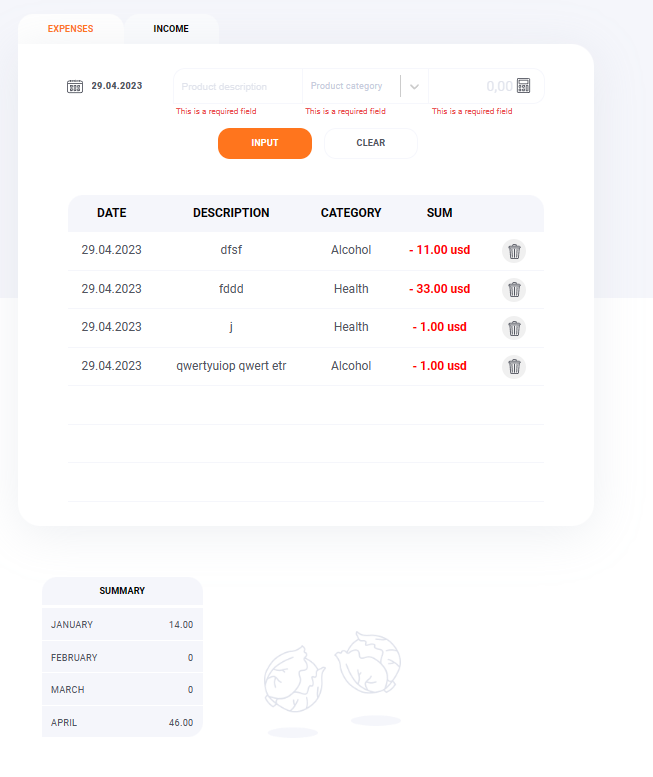 EXPENSES INCOME
29.04.2023 Product description Product category 0,00
This is a required field This is a required field This is a required field
INPUT CLEAR
DATE DESCRIPTION CATEGORY SUM
29.04.2023 dfsf Alcohol - 11.00 usd
29.04.2023 fddd Health - 33.00 usd
29.04.2023 j Health - 1.00 usd
29.04.2023 qwertyuiop qwert etr Alcohol - 1.00 usd
SUMMARY
JANUARY 14.00
FEBRUARY 0
MARCH 0
APRIL 46.00